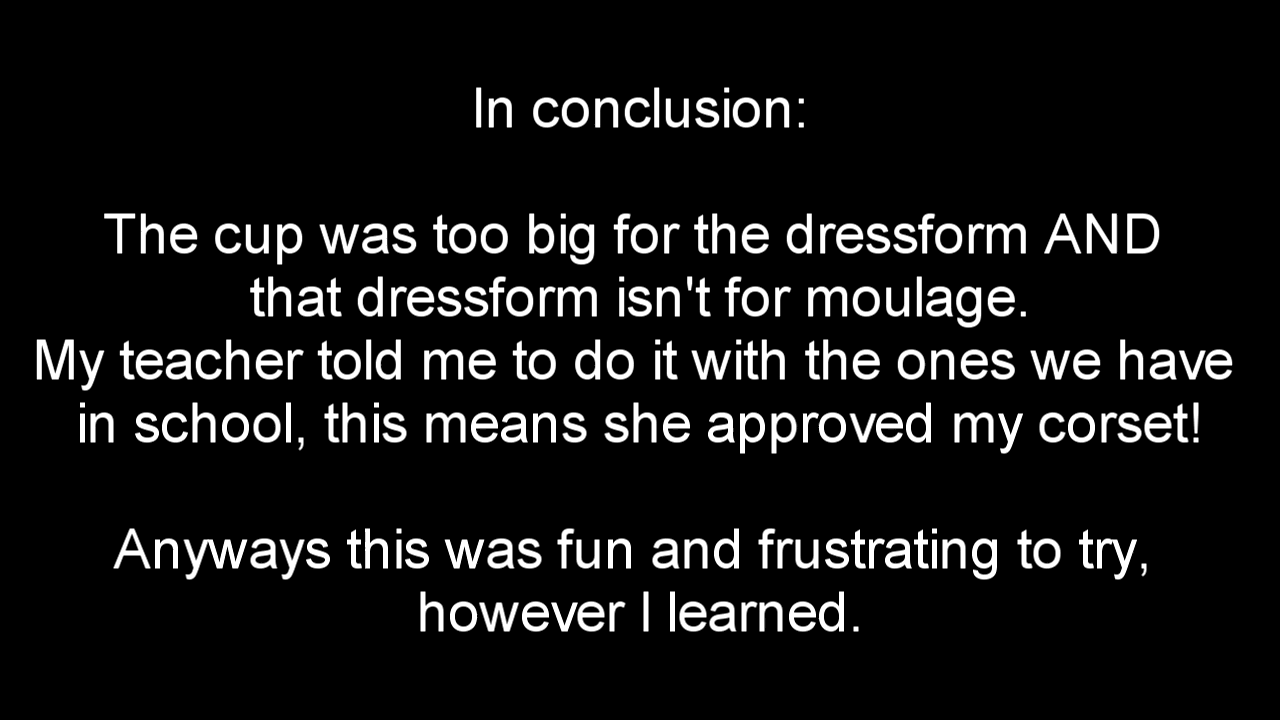 In conclusion:
The cup was too big for the dressform AND
that dressform isn't for moulage.
My teacher told me to do it with the ones we have
in school, this means she approved my corset!
Anyways this was fun and frustrating to try,
however I learned.